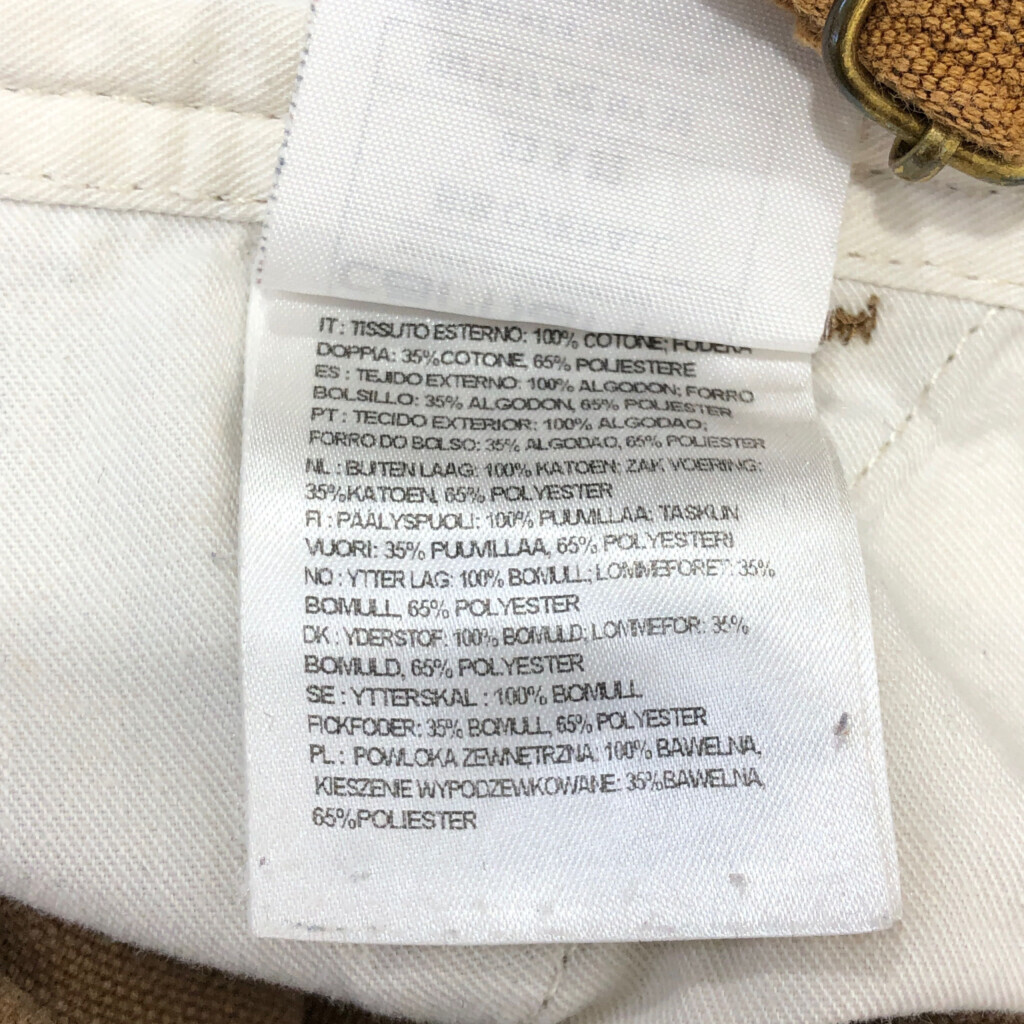 IT : TISSUTO ESTERNO: 100% COTONE; FODERA
DOPPIA: 35%COTONE, 65% POLIESTERE
ES : TEJIDO EXTERNO: 100% ALGODON; FORRO
BOLSILLO: 35% ALGODON, 65% POLIESTER
PT : TECIDO EXTERIOR: 100% ALGODAO;
FORRO DO BOLSO: 35% ALGODAO, 65% POLIESTER
NL : BUITEN LAAG: 100% KATOEN; ZAK VOERING:
35%KATOEN, 65% POLYESTER
FI : PÄÄLYSPUOLI: 100% PUUVILLAA; TASKUN
VUORI: 35% PUUVILLAA, 65% POLYESTERI
NO : YTTER LAG: 100% BOMULL; LOMMEFORET: 35%
BOMULL, 65% POLYESTER
DK : YDERSTOF: 100% BOMULD; LOMMEFOR: 35%
BOMULD, 65% POLYESTER
SE : YTTERSKAL : 100% BOMULL
FICKFODER: 35% BOMULL, 65% POLYESTER
PL : POWLOKA ZEWNETRZNA: 100% BAWELNA,
KIESZENIE WYPODZEWKOWANE: 35%BAWELNA,
65%POLIESTER